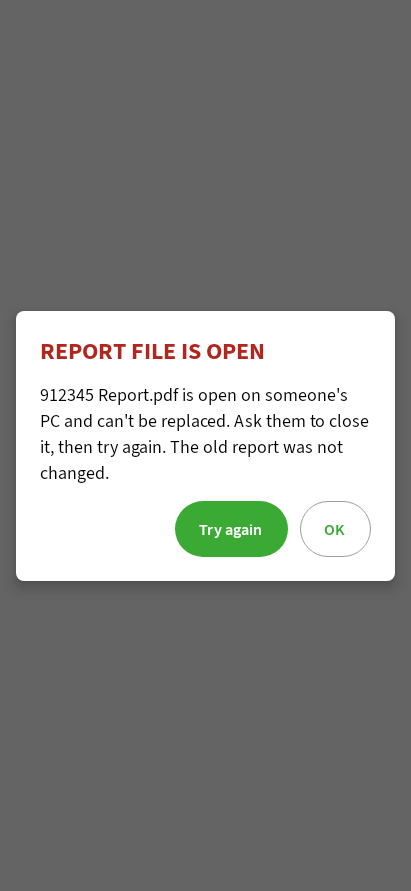 REPORT FILE IS OPEN
912345 Report.pdf is open on someone's
PC and can't be replaced. Ask them to close
it, then try again. The old report was not
changed.
Try again
OK